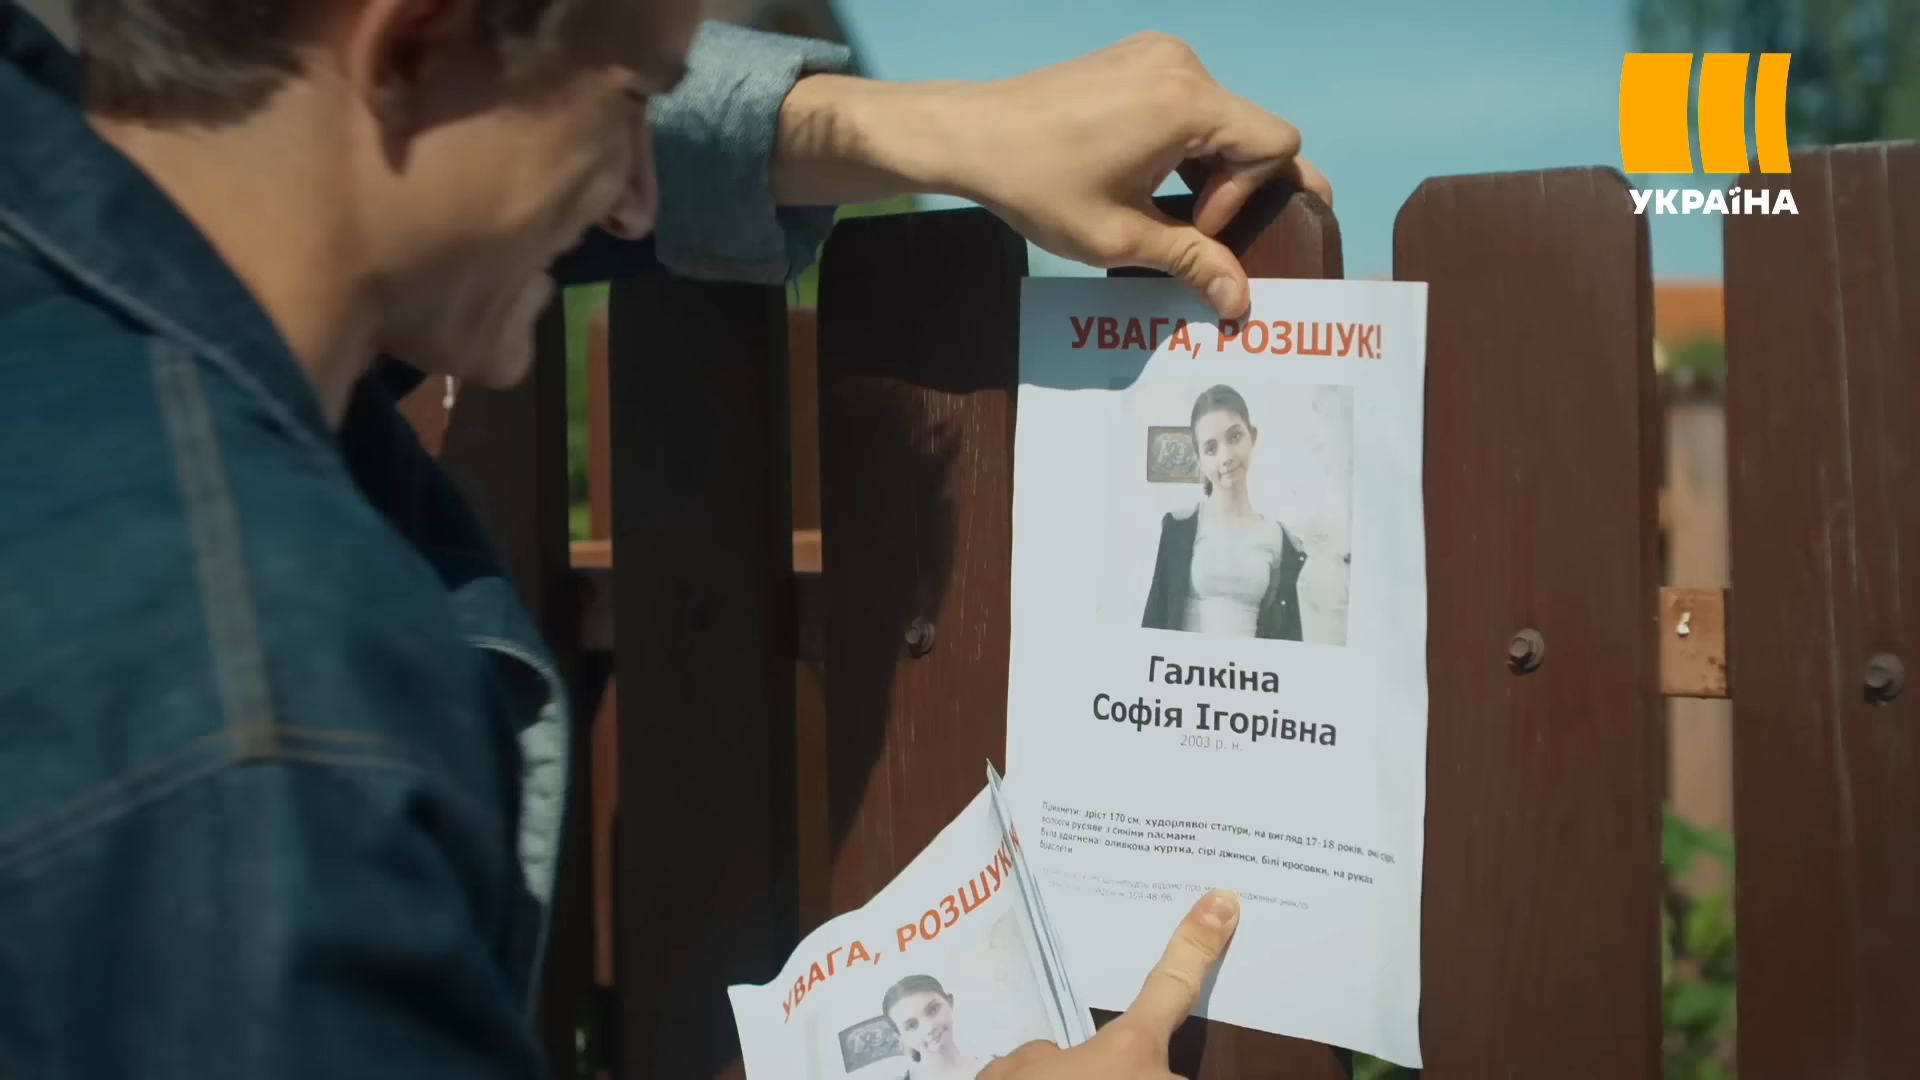 УКРАЇНА
УВАГА, РОЗШУК!
Галкіна
Софія Ігорівна
2003 р. н.
Прикмети: зріст 170 см, худорлявої статури, на вигляд 17-18 років, очі сірі,
волосся русяве з синіми пасмами.
Була вдягнена: оливкова куртка, сірі джинси, білі кросовки, на руках
браслети
УВАГА, РОЗШУК!